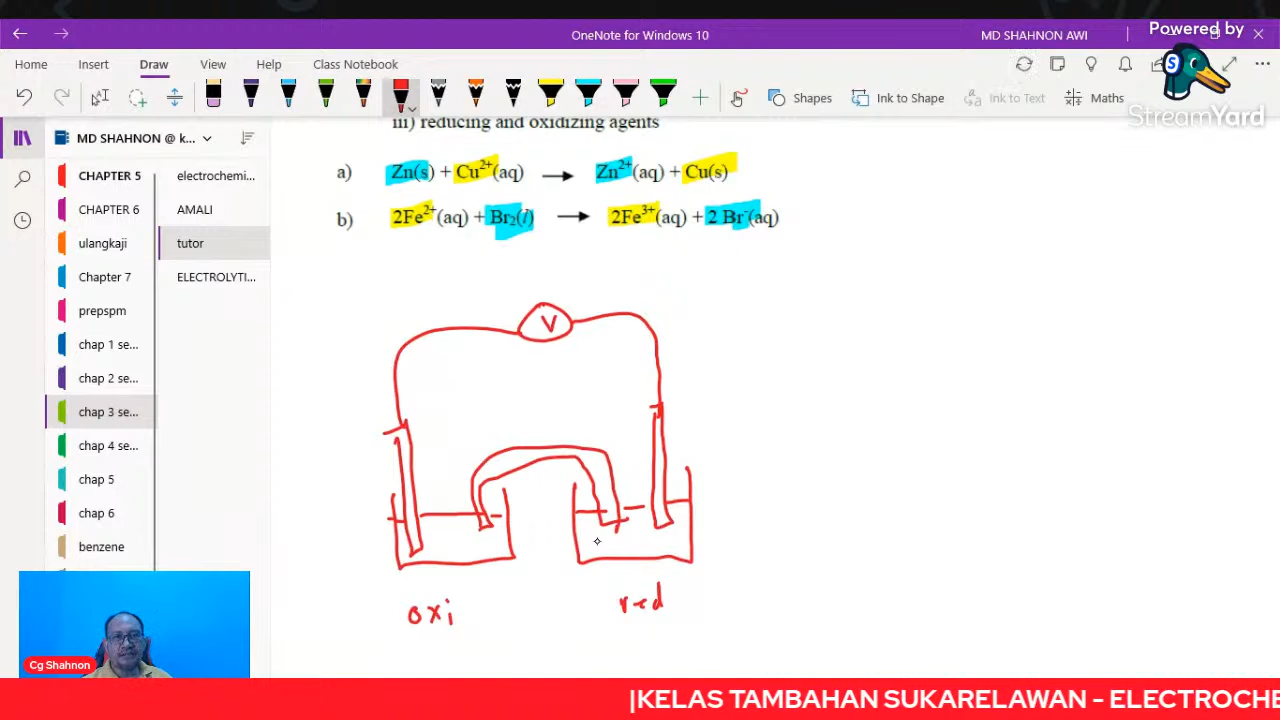 OneNote for Windows 10
MD SHAHNON AWI
Powered by
StreamYard
Home Insert Draw View Help Class Notebook
Shapes Ink to Shape Ink to Text Maths
MD SHAHNON @ k...
CHAPTER 5
CHAPTER 6
ulangkaji
Chapter 7
prepspm
chap 1 se...
chap 2 se...
chap 3 se...
chap 4 se...
chap 5
chap 6
benzene
electrochemi...
AMALI
tutor
ELECTROLYTI...
iii) reducing and oxidizing agents
a) Zn(s) + Cu²⁺(aq) → Zn²⁺(aq) + Cu(s)
b) 2Fe²⁺(aq) + Br₂(l) → 2Fe³⁺(aq) + 2 Br⁻(aq)
V
oxi
red
Cg Shahnon
|KELAS TAMBAHAN SUKARELAWAN - ELECTROCHE